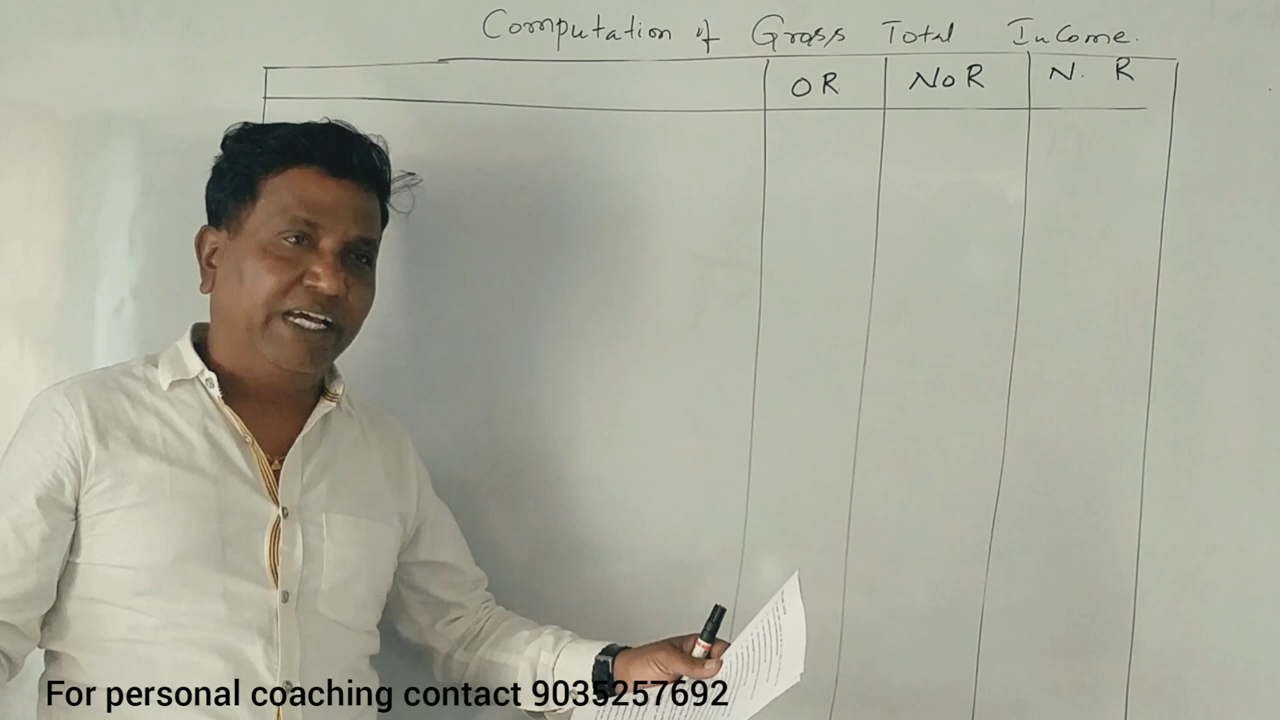 Computation of Gross Total Income.
OR NOR N. R
For personal coaching contact 9035257692